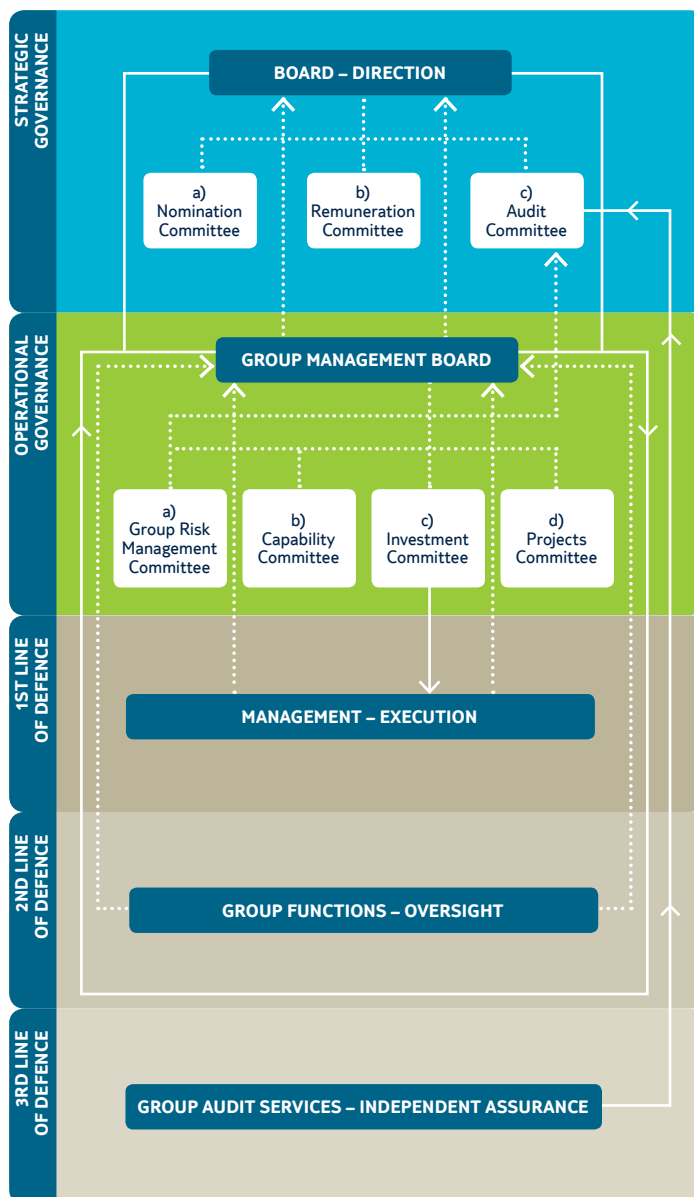 STRATEGIC
GOVERNANCE
BOARD – DIRECTION
a)
Nomination
Committee
b)
Remuneration
Committee
c)
Audit
Committee
OPERATIONAL
GOVERNANCE
GROUP MANAGEMENT BOARD
a)
Group Risk
Management
Committee
b)
Capability
Committee
c)
Investment
Committee
d)
Projects
Committee
1ST LINE
OF DEFENCE
MANAGEMENT – EXECUTION
2ND LINE
OF DEFENCE
GROUP FUNCTIONS – OVERSIGHT
3RD LINE
OF DEFENCE
GROUP AUDIT SERVICES – INDEPENDENT ASSURANCE